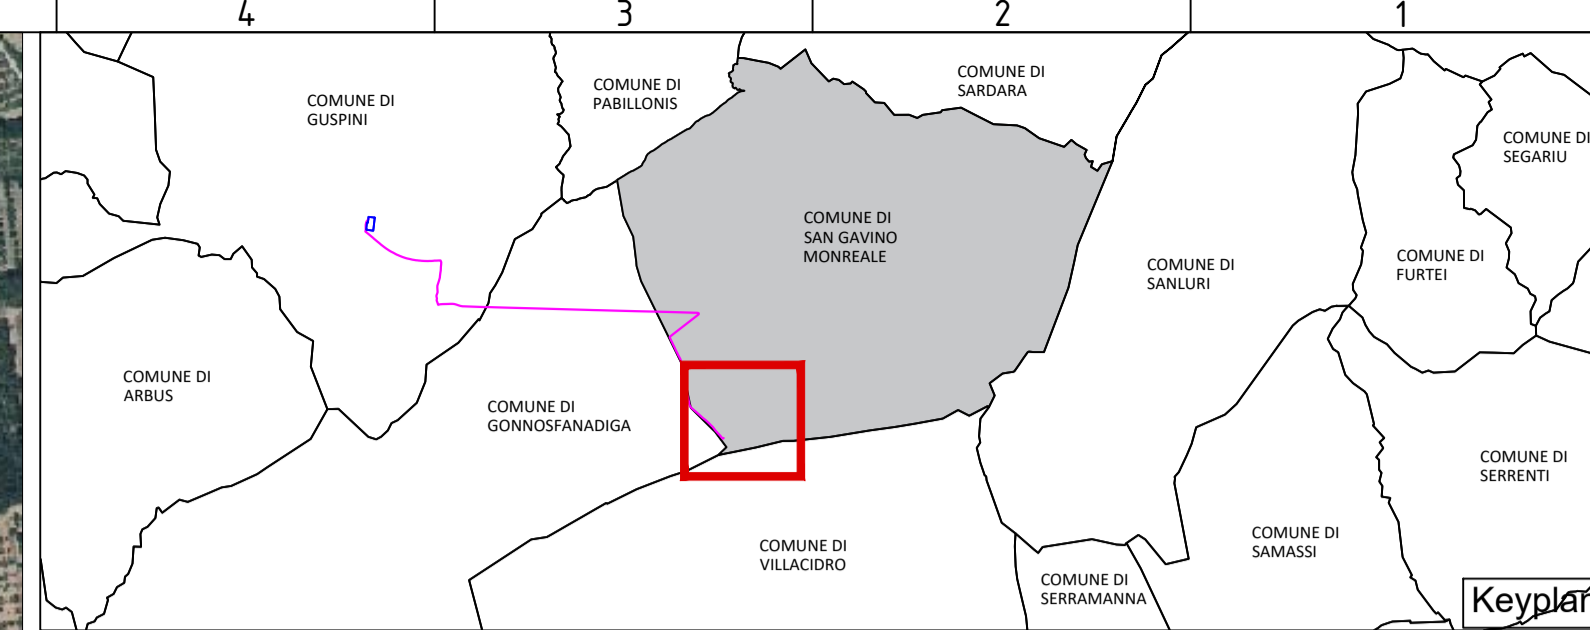 4 3 2 1
COMUNE DI
GUSPINI
COMUNE DI
PABILLONIS
COMUNE DI
SARDARA
COMUNE DI
SEGARIU
COMUNE DI
SAN GAVINO
MONREALE
COMUNE DI
SANLURI
COMUNE DI
FURTEI
COMUNE DI
ARBUS
COMUNE DI
GONNOSFANADIGA
COMUNE DI
SERRENTI
COMUNE DI
VILLACIDRO
COMUNE DI
SAMASSI
COMUNE DI
SERRAMANNA
Keyplan